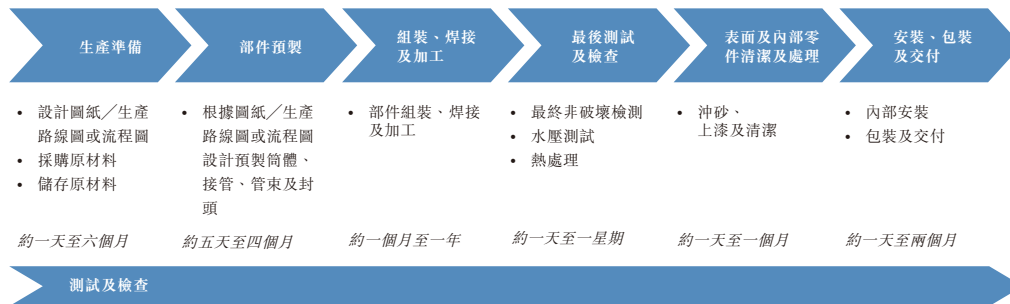 生產準備
部件預製
組裝、焊接
及加工
最後測試
及檢查
表面及內部零
件清潔及處理
安裝、包裝
及交付
• 設計圖紙／生產
路線圖或流程圖
• 採購原材料
• 儲存原材料
• 根據圖紙／生產
路線圖或流程圖
設計預製筒體、
接管、管束及封
頭
• 部件組裝、焊接
及加工
• 最終非破壞檢測
• 水壓測試
• 熱處理
• 沖砂、
上漆及清潔
• 內部安裝
• 包裝及交付
約一天至六個月
約五天至四個月
約一個月至一年
約一天至一星期
約一天至一個月
約一天至兩個月
測試及檢查